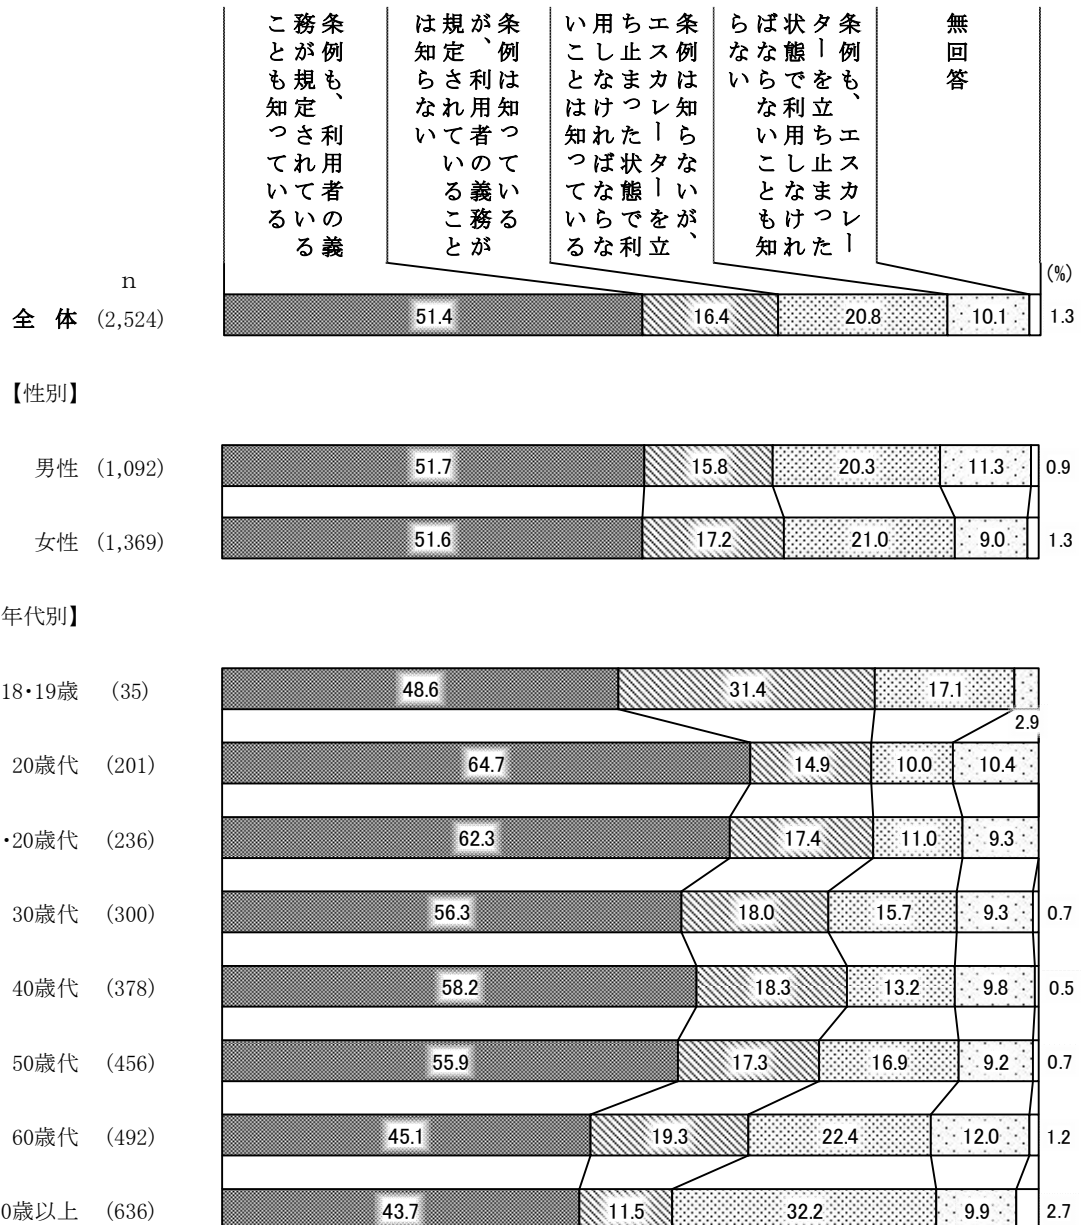 条例も、利用者の義
務が規定されている
ことも知っている
条例は知っている
が、利用者の義務が
規定されていること
は知らない
条例は知らないが、
エスカレーターを立
ち止まった状態で利
用しなければならな
いことは知っている
条例も、エスカレー
ターを立ち止まった
状態で利用しなけれ
ばならないことも知
らない
無回答
(%)
n
全 体 (2,524) 51.4 16.4 20.8 10.1 1.3
【性別】
男性 (1,092) 51.7 15.8 20.3 11.3 0.9
女性 (1,369) 51.6 17.2 21.0 9.0 1.3
年代別】
18・19歳 (35) 48.6 31.4 17.1 2.9
20歳代 (201) 64.7 14.9 10.0 10.4
・20歳代 (236) 62.3 17.4 11.0 9.3
30歳代 (300) 56.3 18.0 15.7 9.3 0.7
40歳代 (378) 58.2 18.3 13.2 9.8 0.5
50歳代 (456) 55.9 17.3 16.9 9.2 0.7
60歳代 (492) 45.1 19.3 22.4 12.0 1.2
0歳以上 (636) 43.7 11.5 32.2 9.9 2.7